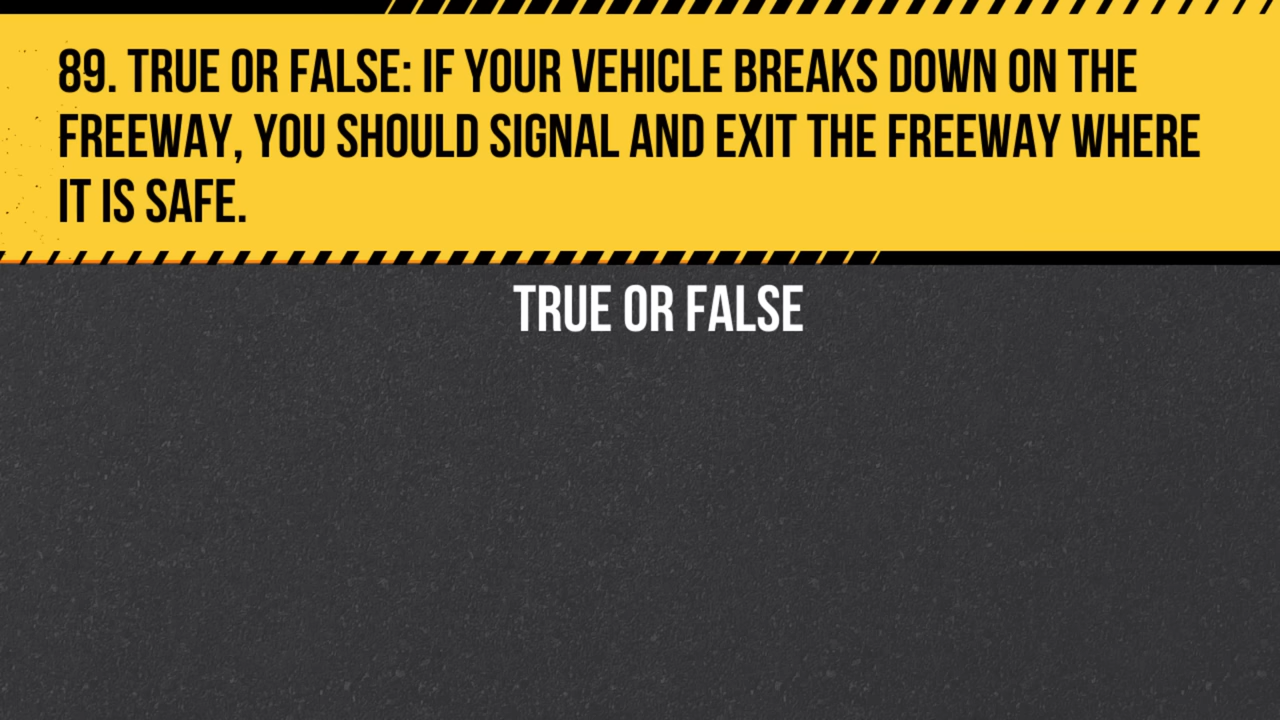 89. TRUE OR FALSE: IF YOUR VEHICLE BREAKS DOWN ON THE
FREEWAY, YOU SHOULD SIGNAL AND EXIT THE FREEWAY WHERE
IT IS SAFE.
TRUE OR FALSE